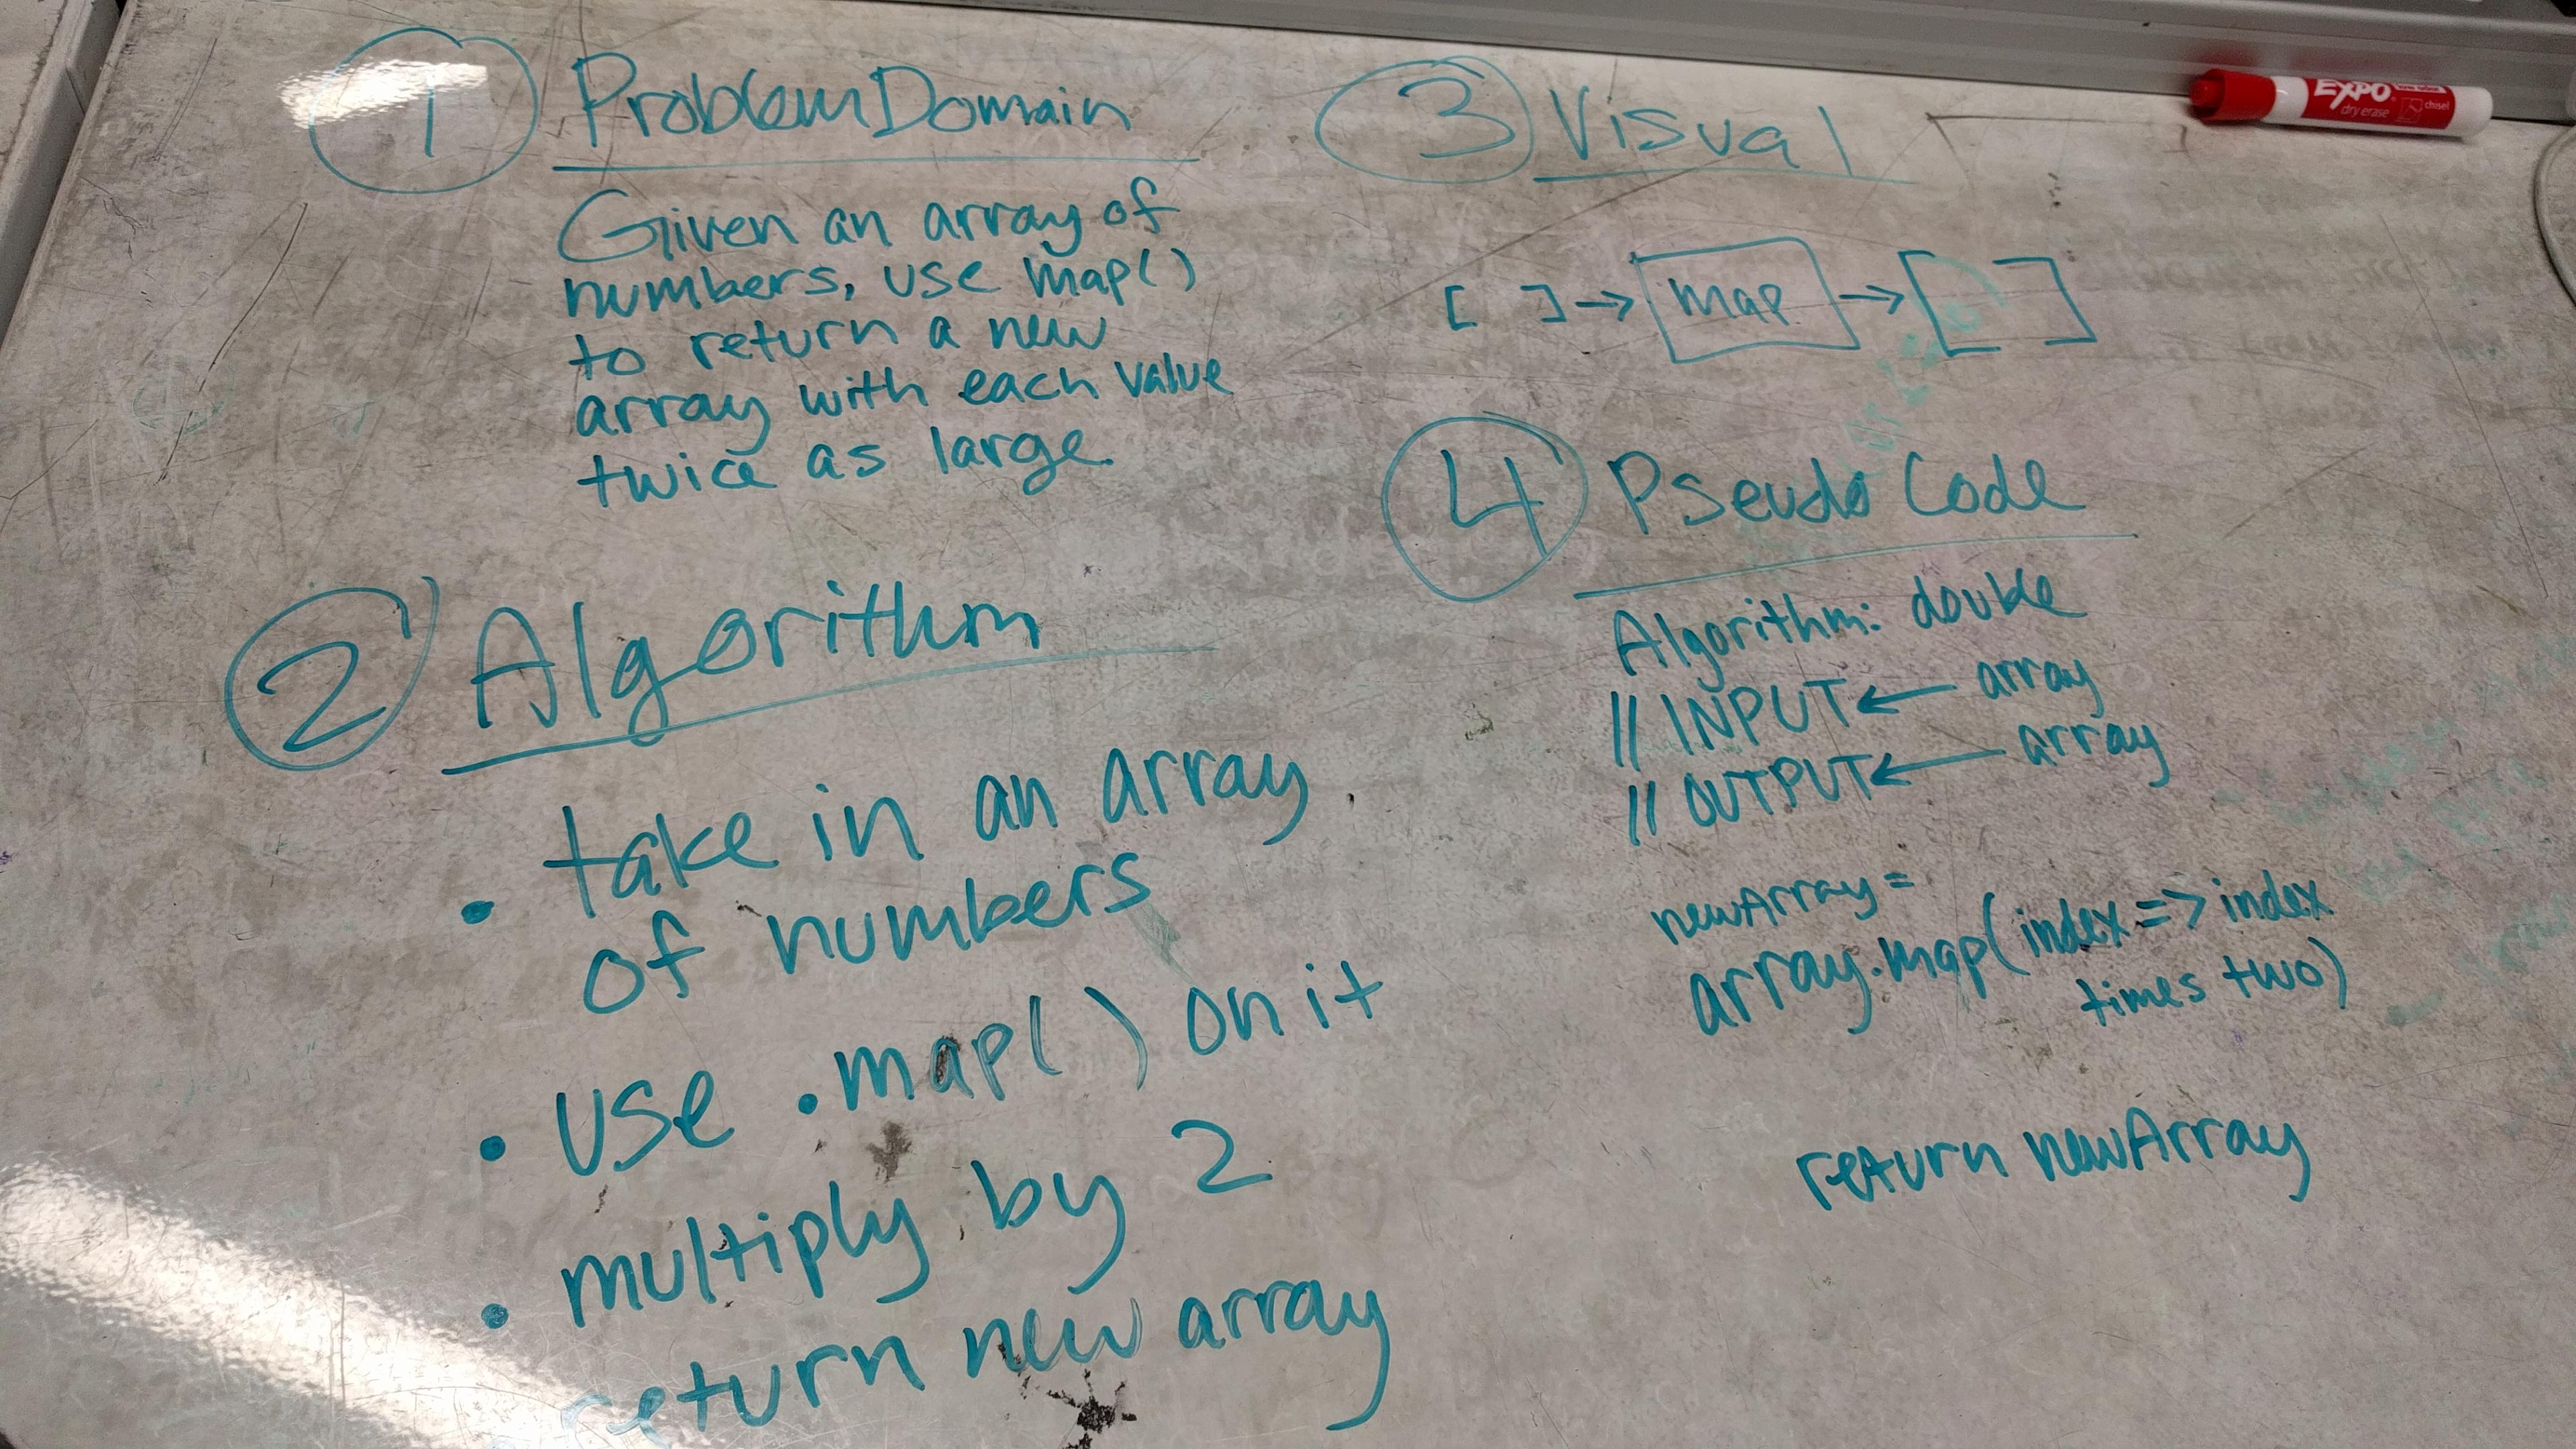 1 Problem Domain
Given an array of
numbers, use map()
to return a new
array with each value
twice as large.
2 Algorithm
• take in an array
of numbers
• use .map() on it
• multiply by 2
• return new array
3 Visual
[ ] → map → [ ]
4 Pseudo Code
Algorithm: double
// INPUT ← array
// OUTPUT ← array
newArray =
array.map(index => index
times two)
return newArray
EXPO
dry erase
chisel